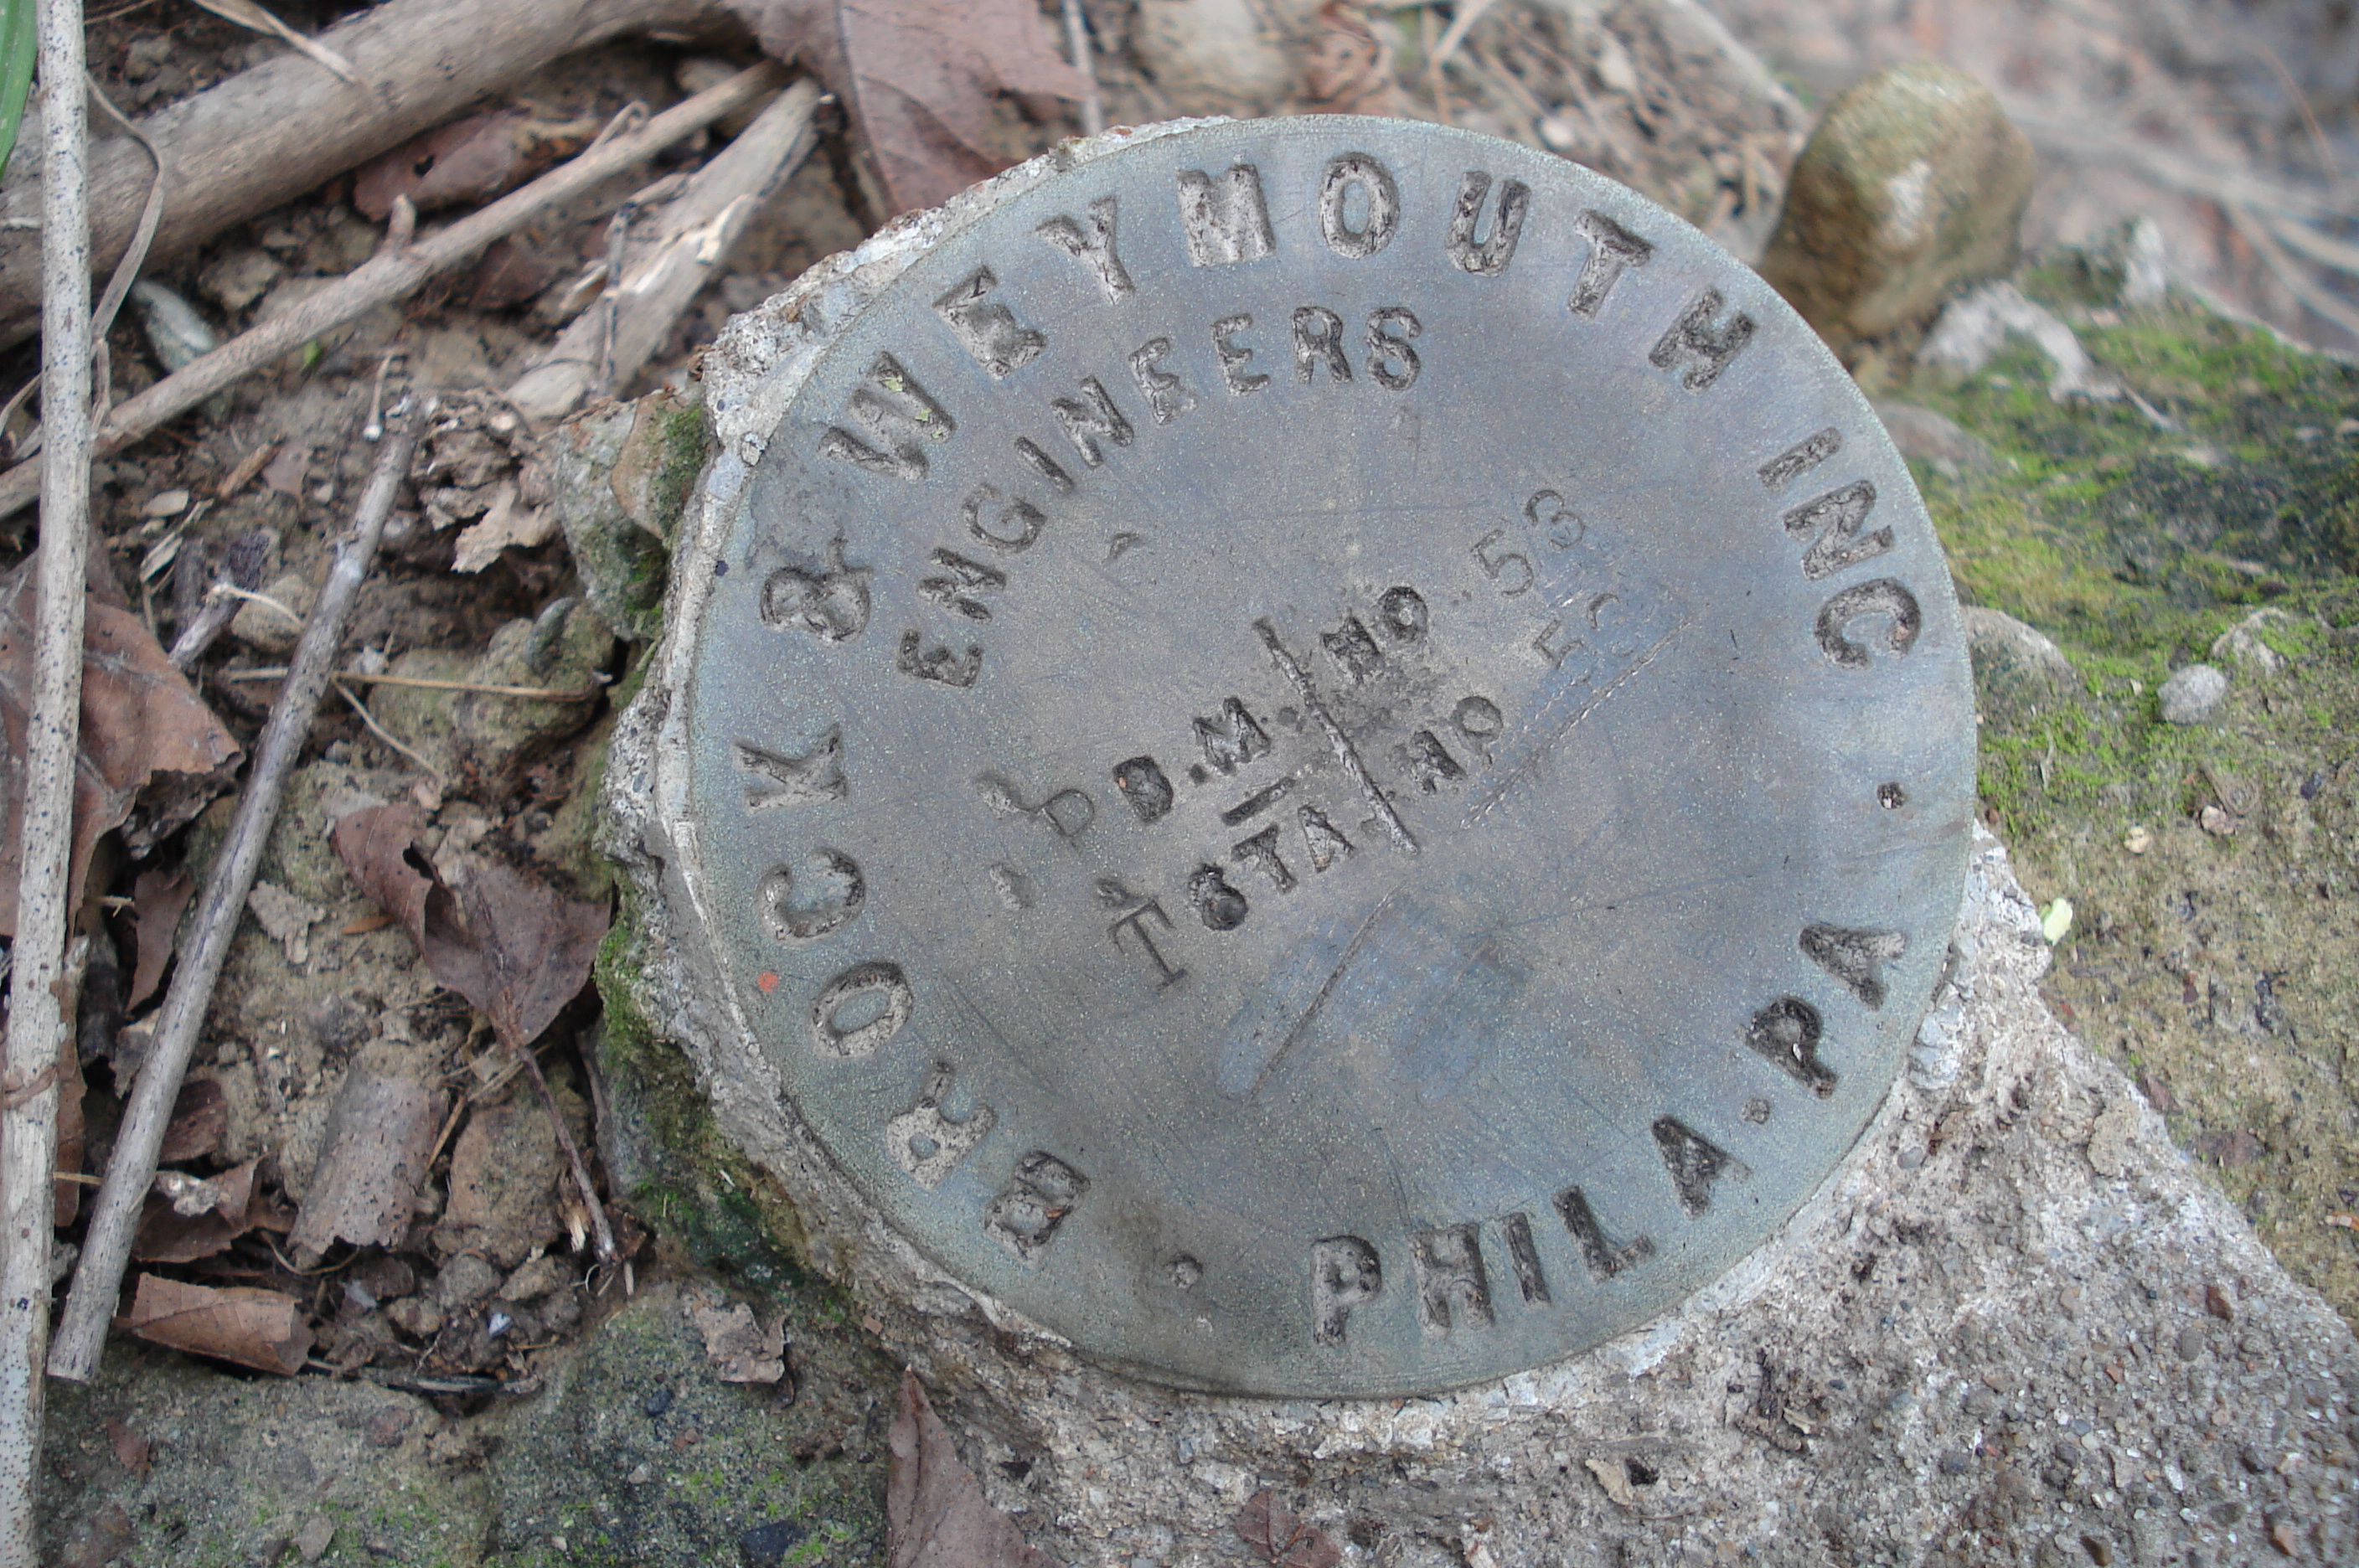 BROCK & WEYMOUTH INC
ENGINEERS
B.M. NO 53
T STA. NO
PHILA. PA